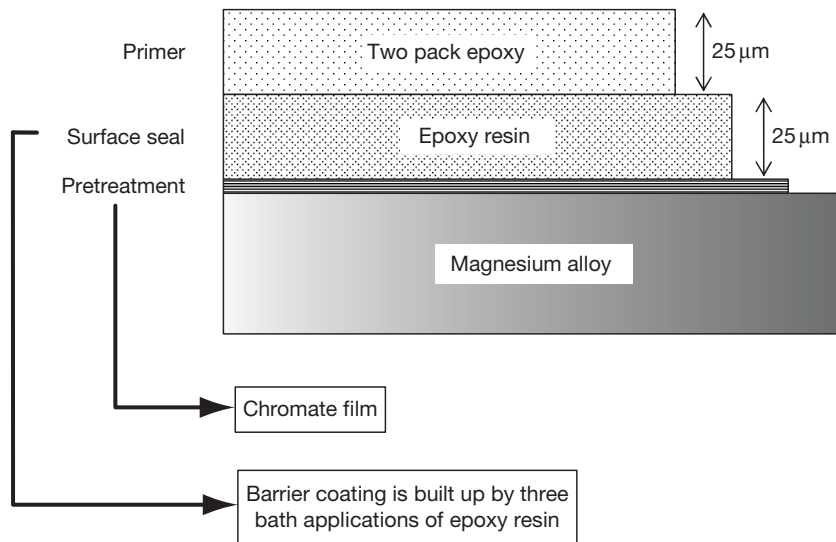 Primer
Two pack epoxy
25 μm
Surface seal
Epoxy resin
25 μm
Pretreatment
Magnesium alloy
Chromate film
Barrier coating is built up by three
bath applications of epoxy resin